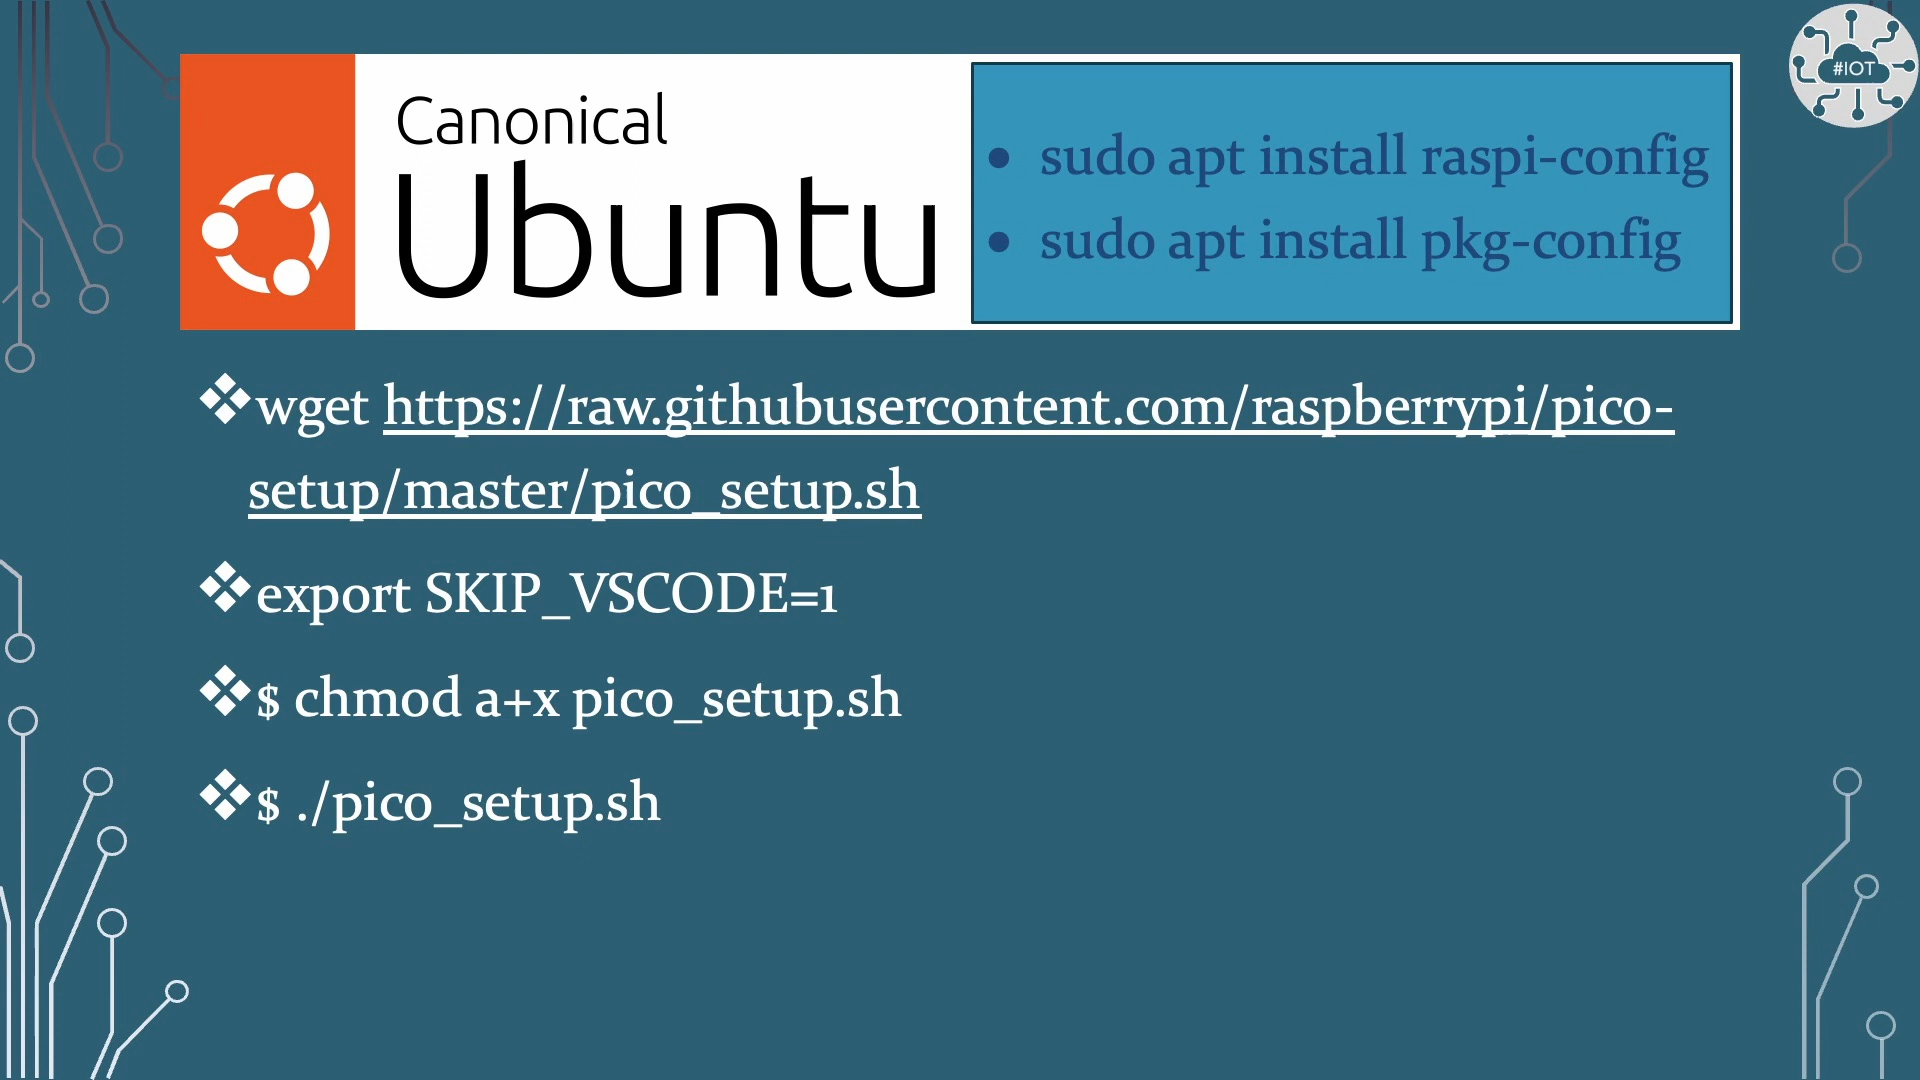 Canonical
Ubuntu
• sudo apt install raspi-config
• sudo apt install pkg-config
#IOT
❖wget https://raw.githubusercontent.com/raspberrypi/pico-
setup/master/pico_setup.sh
❖export SKIP_VSCODE=1
❖$ chmod a+x pico_setup.sh
❖$ ./pico_setup.sh